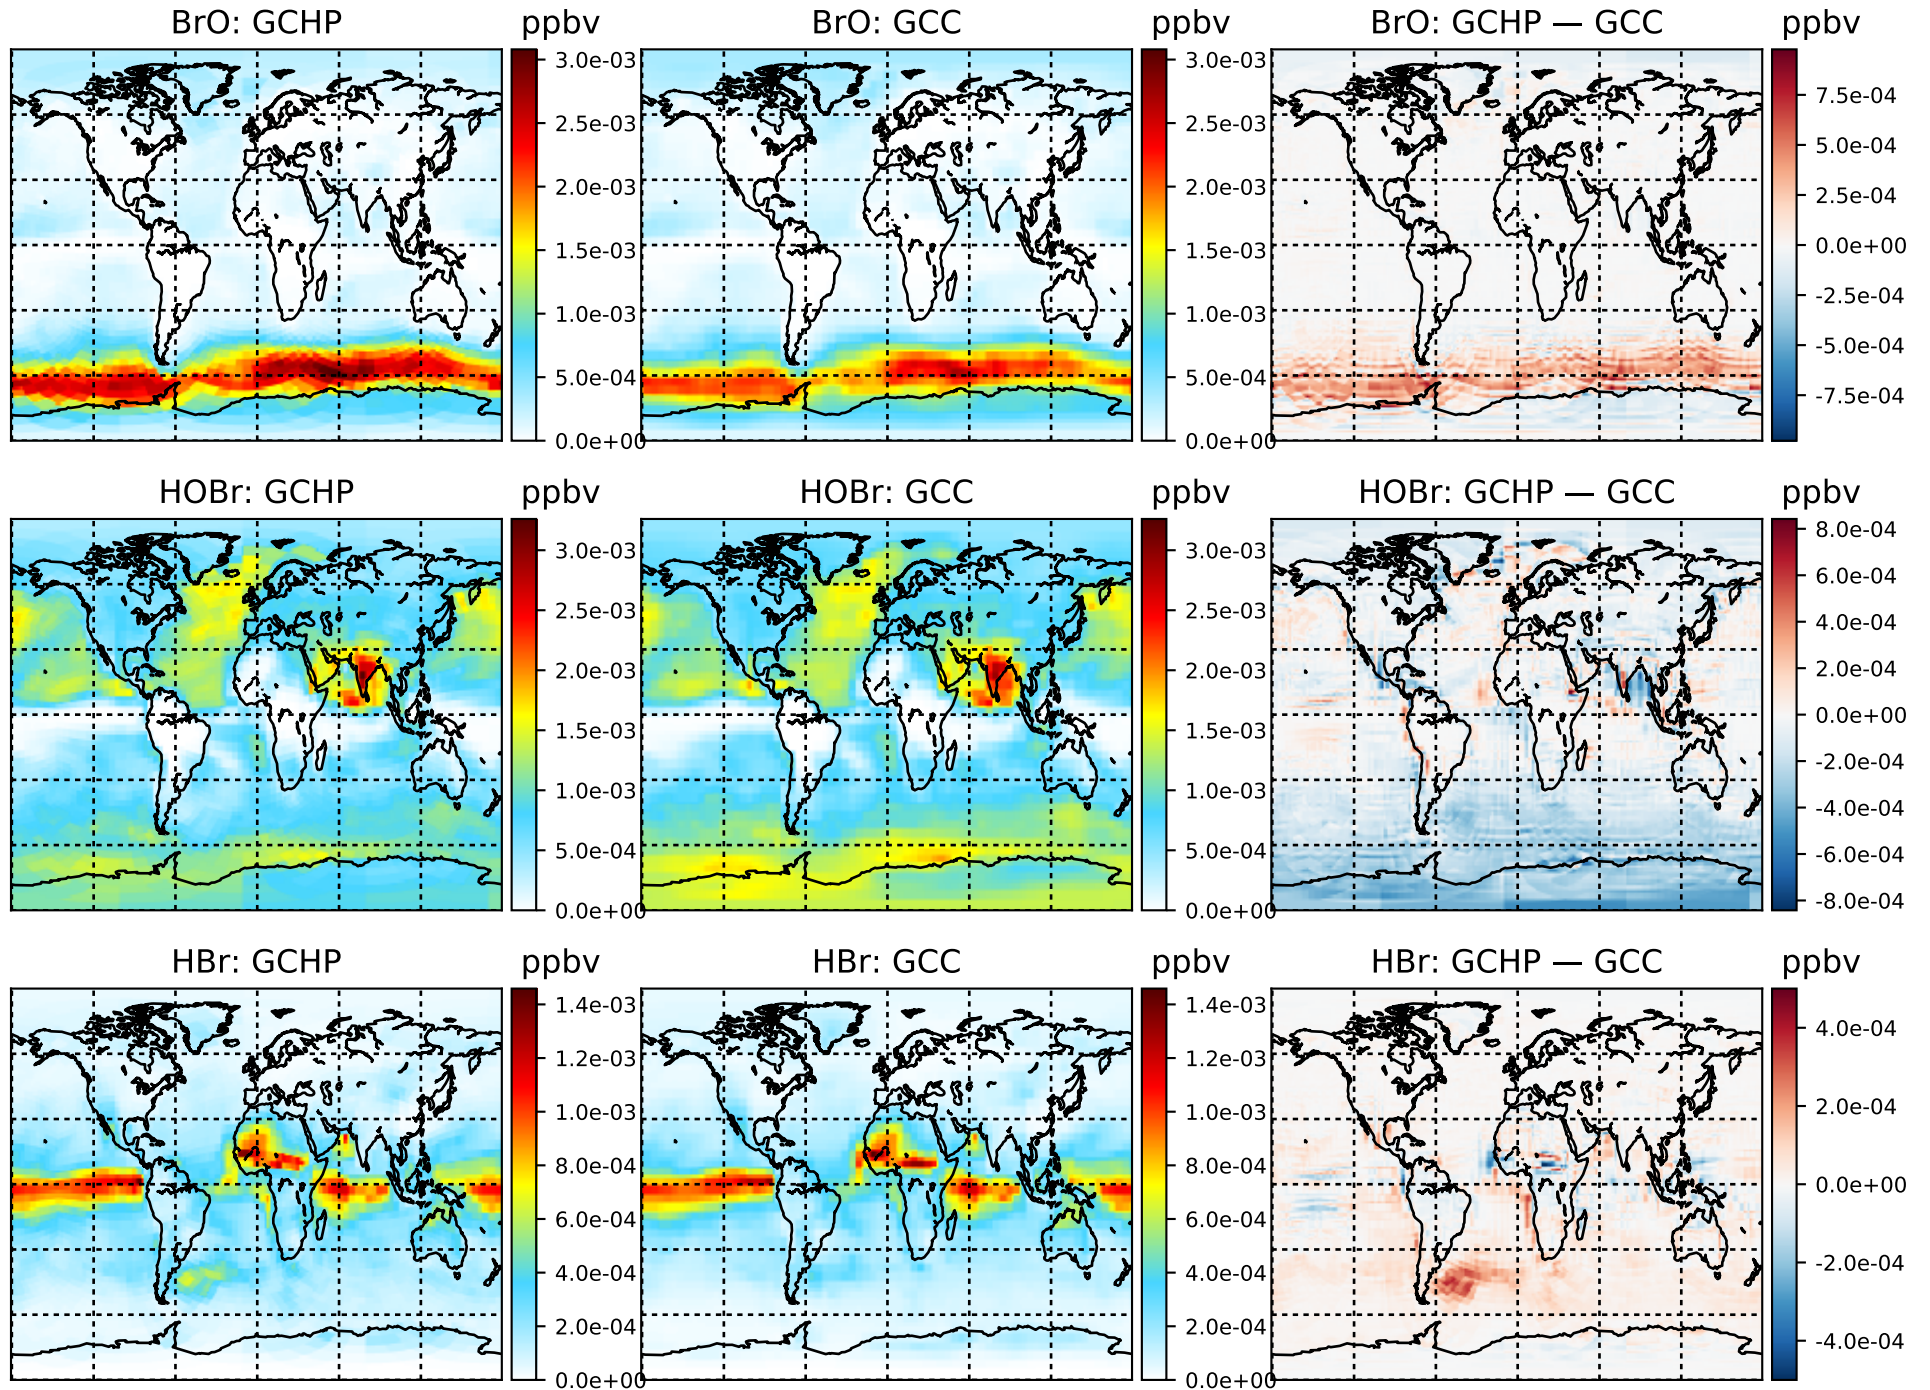 BrO: GCHP ppbv BrO: GCC ppbv BrO: GCHP — GCC ppbv
3.0e-03 3.0e-03
7.5e-04
2.5e-03 2.5e-03
5.0e-04
2.0e-03 2.0e-03
2.5e-04
1.5e-03 1.5e-03 0.0e+00
-2.5e-04
1.0e-03 1.0e-03
-5.0e-04
5.0e-04 5.0e-04
-7.5e-04
0.0e+00 0.0e+00
HOBr: GCHP ppbv HOBr: GCC ppbv HOBr: GCHP — GCC ppbv
8.0e-04
3.0e-03 3.0e-03
6.0e-04
2.5e-03 2.5e-03
4.0e-04
2.0e-03 2.0e-03 2.0e-04
0.0e+00
1.5e-03 1.5e-03
-2.0e-04
1.0e-03 1.0e-03
-4.0e-04
5.0e-04 5.0e-04 -6.0e-04
-8.0e-04
0.0e+00 0.0e+00
HBr: GCHP ppbv HBr: GCC ppbv HBr: GCHP — GCC ppbv
1.4e-03 1.4e-03
4.0e-04
1.2e-03 1.2e-03
1.0e-03 1.0e-03 2.0e-04
8.0e-04 8.0e-04
0.0e+00
6.0e-04 6.0e-04
-2.0e-04
4.0e-04 4.0e-04
2.0e-04 2.0e-04
-4.0e-04
0.0e+00 0.0e+00